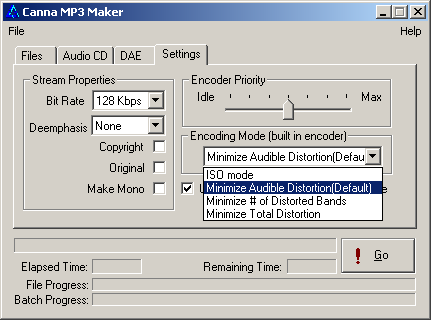 Canna MP3 Maker
File Help
Files Audio CD DAE Settings
Stream Properties
Bit Rate 128 Kbps
Deemphasis None
Copyright
Original
Make Mono
Encoder Priority
Idle Max
Encoding Mode (built in encoder)
Minimize Audible Distortion(Defau
ISO mode
Minimize Audible Distortion(Default)
Minimize # of Distorted Bands
Minimize Total Distortion
Go
Elapsed Time: Remaining Time:
File Progress:
Batch Progress: